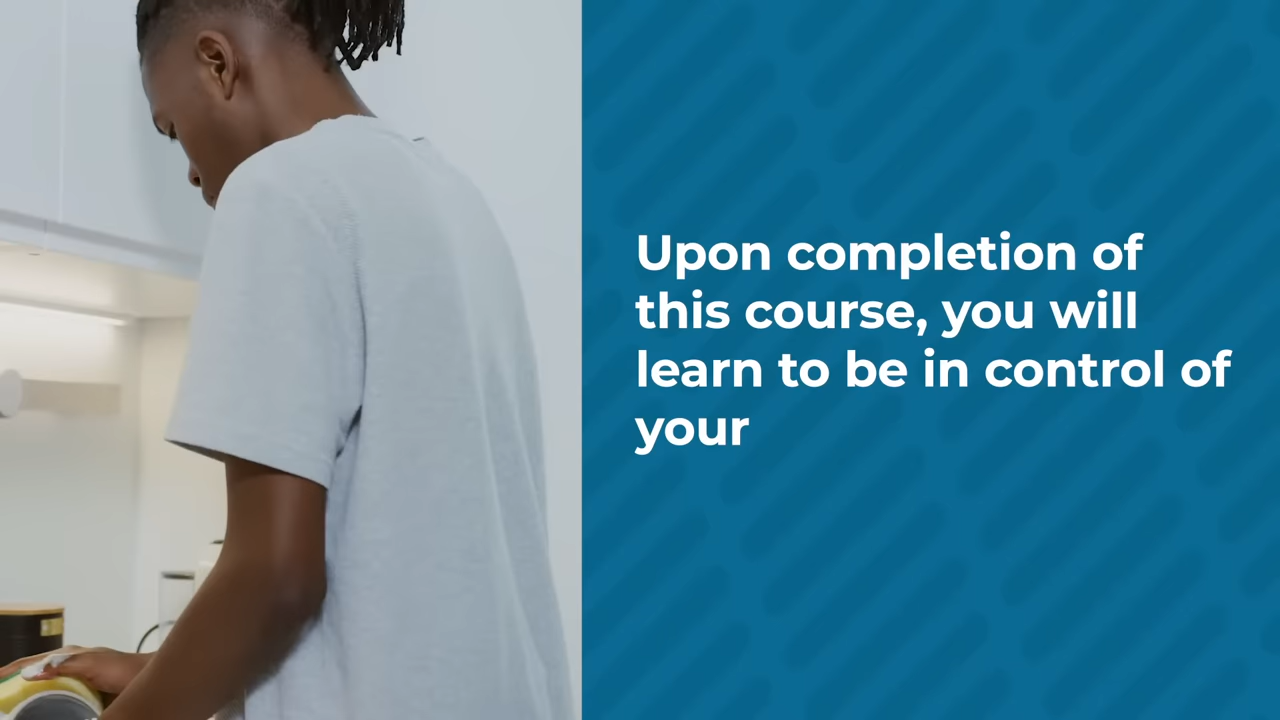 Upon completion of
this course, you will
learn to be in control of
your